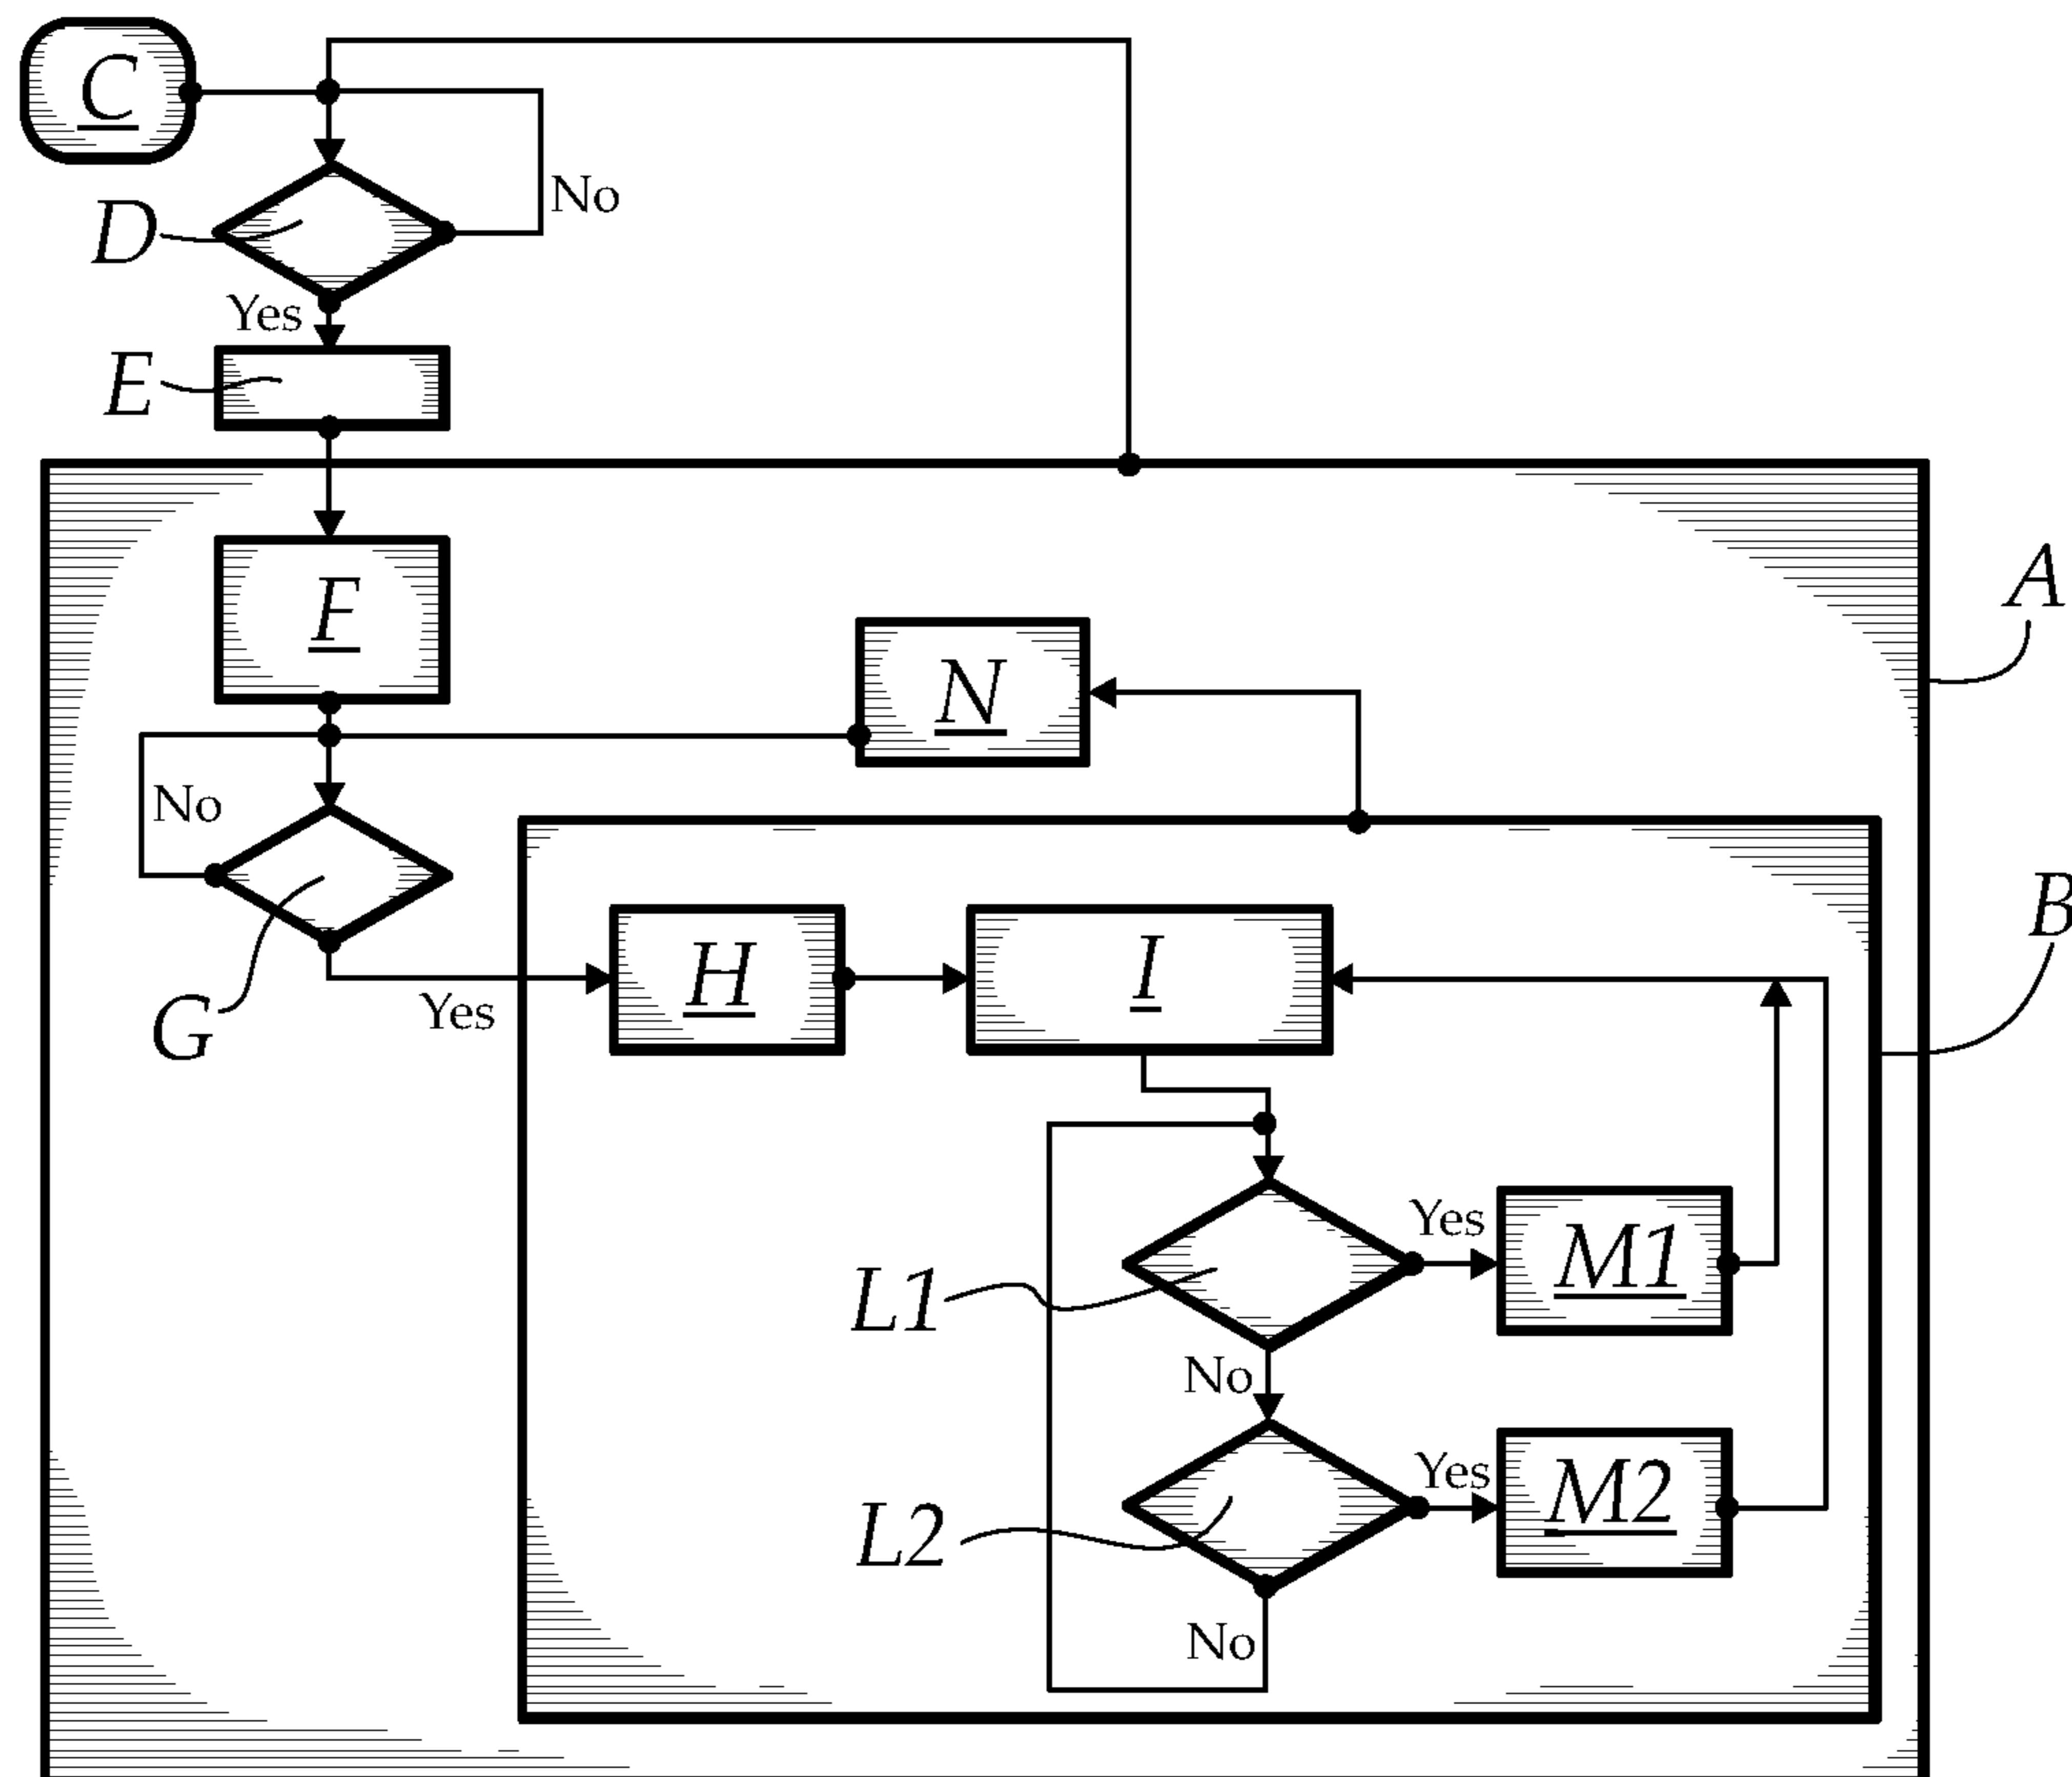 C
No
D
Yes
E
F
A
N
No
B
H
I
G
Yes
Yes
M1
L1
No
Yes
M2
L2
No